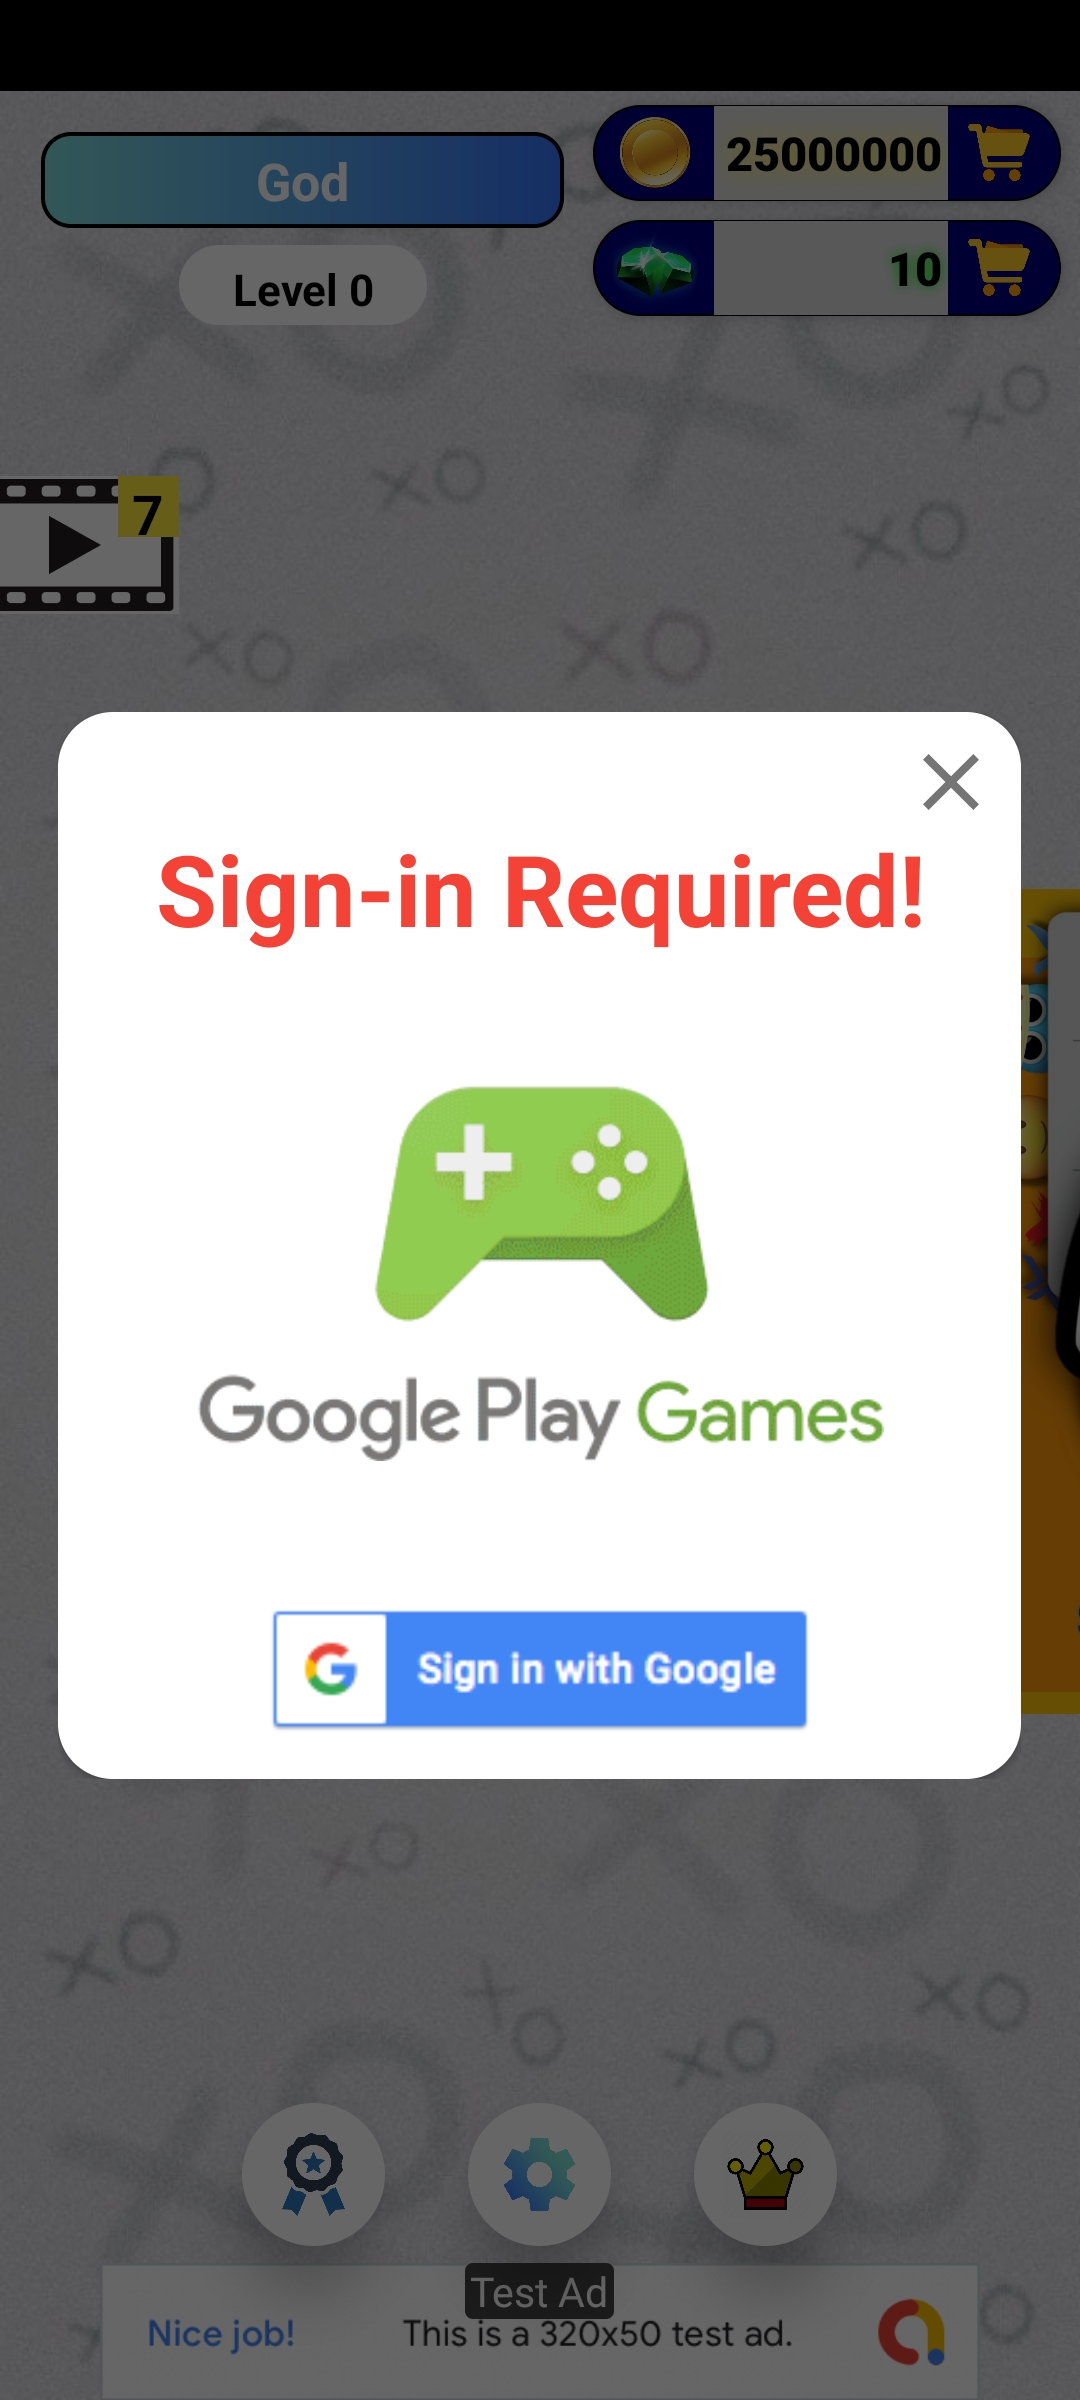 God
25000000
Level 0
10
7
Sign-in Required!
Google Play Games
Sign in with Google
Test Ad
Nice job!
This is a 320x50 test ad.